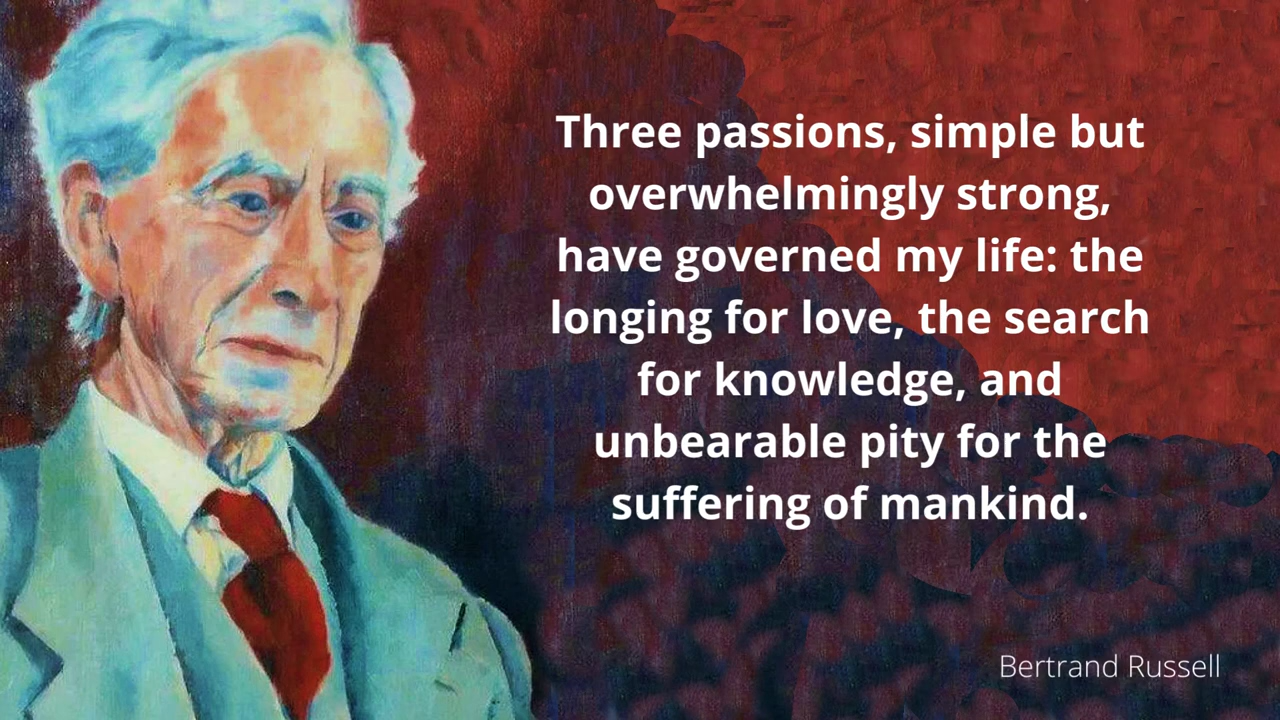 Three passions, simple but
overwhelmingly strong,
have governed my life: the
longing for love, the search
for knowledge, and
unbearable pity for the
suffering of mankind.
Bertrand Russell